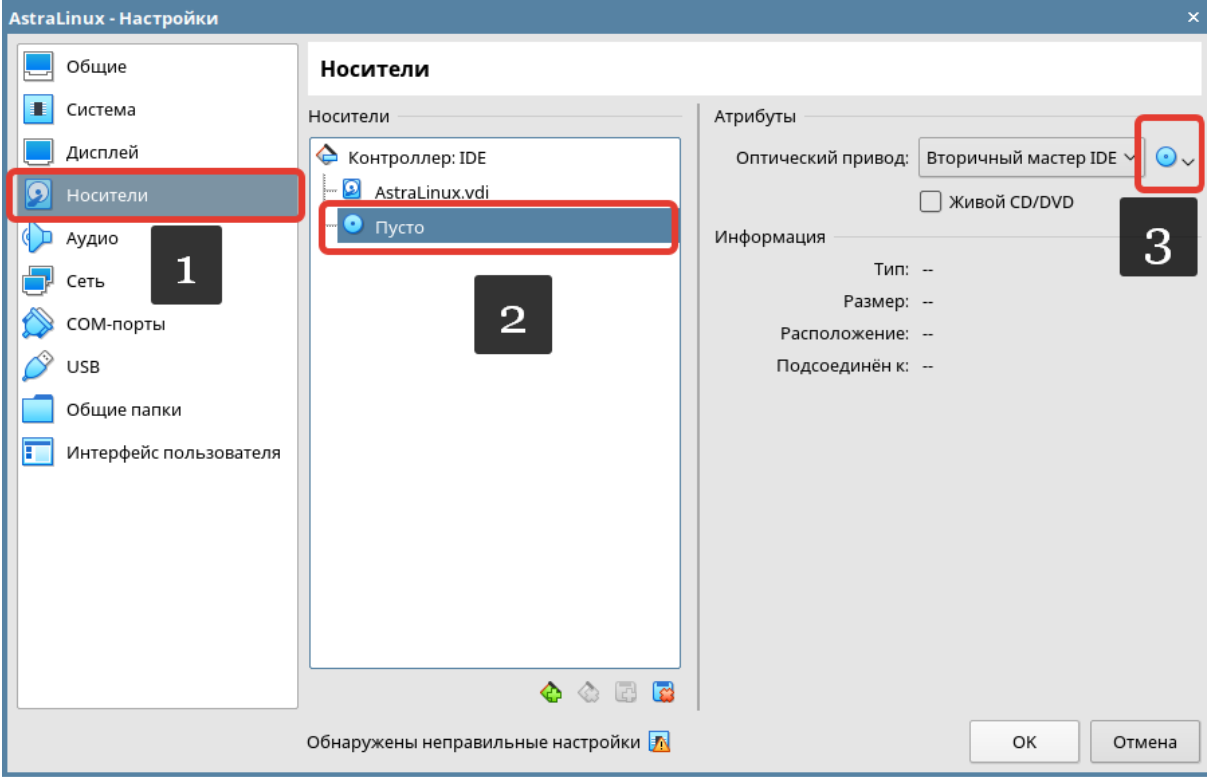 AstraLinux - Настройки
Общие
Система
Дисплей
Носители
Аудио
Сеть
COM-порты
USB
Общие папки
Интерфейс пользователя
1
Носители
Носители
Контроллер: IDE
AstraLinux.vdi
Пусто
2
Атрибуты
Оптический привод: Вторичный мастер IDE
Живой CD/DVD
3
Информация
Тип: --
Размер: --
Расположение: --
Подсоединён к: --
Обнаружены неправильные настройки
OK
Отмена